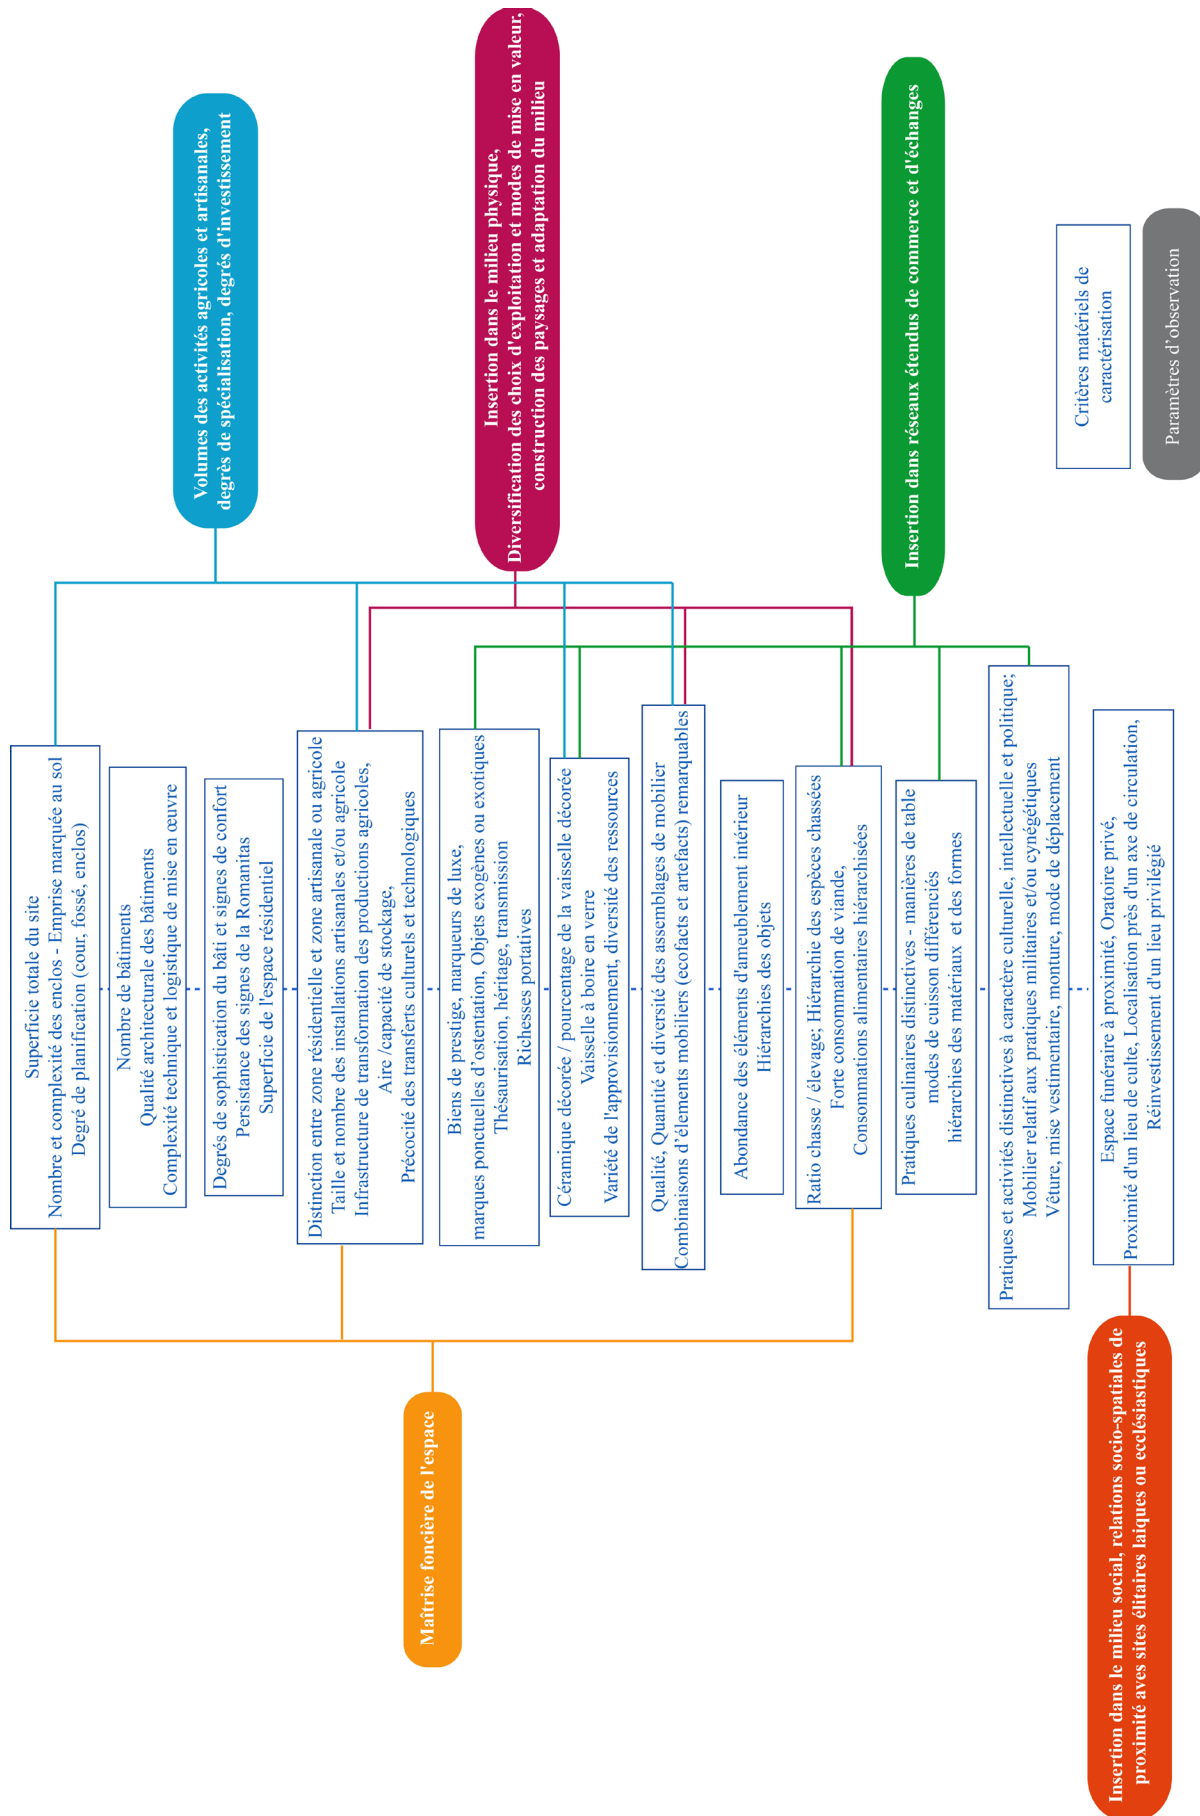 Superficie totale du site
Nombre et complexité des enclos - Emprise marquée au sol
Degré de planification (cour, fossé, enclos)
Nombre de bâtiments
Qualité architecturale des bâtiments
Complexité technique et logistique de mise en œuvre
Degrés de sophistication du bâti et signes de confort
Persistance des signes de la Romanitas
Superficie de l'espace résidentiel
Distinction entre zone résidentielle et zone artisanale ou agricole
Taille et nombre des installations artisanales et/ou agricole
Infrastructure de transformation des productions agricoles,
Aire /capacité de stockage,
Précocité des transferts culturels et technologiques
Biens de prestige, marqueurs de luxe,
marques ponctuelles d’ostentation, Objets exogènes ou exotiques
Thésaurisation, héritage, transmission
Richesses portatives
Céramique décorée / pourcentage de la vaisselle décorée
Vaisselle à boire en verre
Variété de l'approvisionnement, diversité des ressources
Qualité, Quantité et diversité des assemblages de mobilier
Combinaisons d’élements mobiliers (ecofacts et artefacts) remarquables
Abondance des éléments d'ameublement intérieur
Hiérarchies des objets
Ratio chasse / élevage; Hiérarchie des espèces chassées
Forte consommation de viande,
Consommations alimentaires hiérarchisées
Pratiques culinaires distinctives - manières de table
modes de cuisson différenciés
hiérarchies des matériaux et des formes
Pratiques et activités distinctives à caractère culturelle, intellectuelle et politique;
Mobilier relatif aux pratiques militaires et/ou cynégétiques
Vêture, mise vestimentaire, monture, mode de déplacement
Espace funéraire à proximité, Oratoire privé,
Proximité d'un lieu de culte, Localisation près d'un axe de circulation,
Réinvestissement d'un lieu privilégié
Maîtrise foncière de l'espace
Insertion dans le milieu social, relations socio-spatiales de
proximité aves sites élitaires laiques ou ecclésiastiques
Volumes des activités agricoles et artisanales,
degrès de spécialisation, degrés d'investissement
Insertion dans le milieu physique,
Diversification des choix d'exploitation et modes de mise en valeur,
construction des paysages et adaptation du milieu
Insertion dans réseaux étendus de commerce et d'échanges
Critères matériels de
caractérisation
Paramètres d’observation